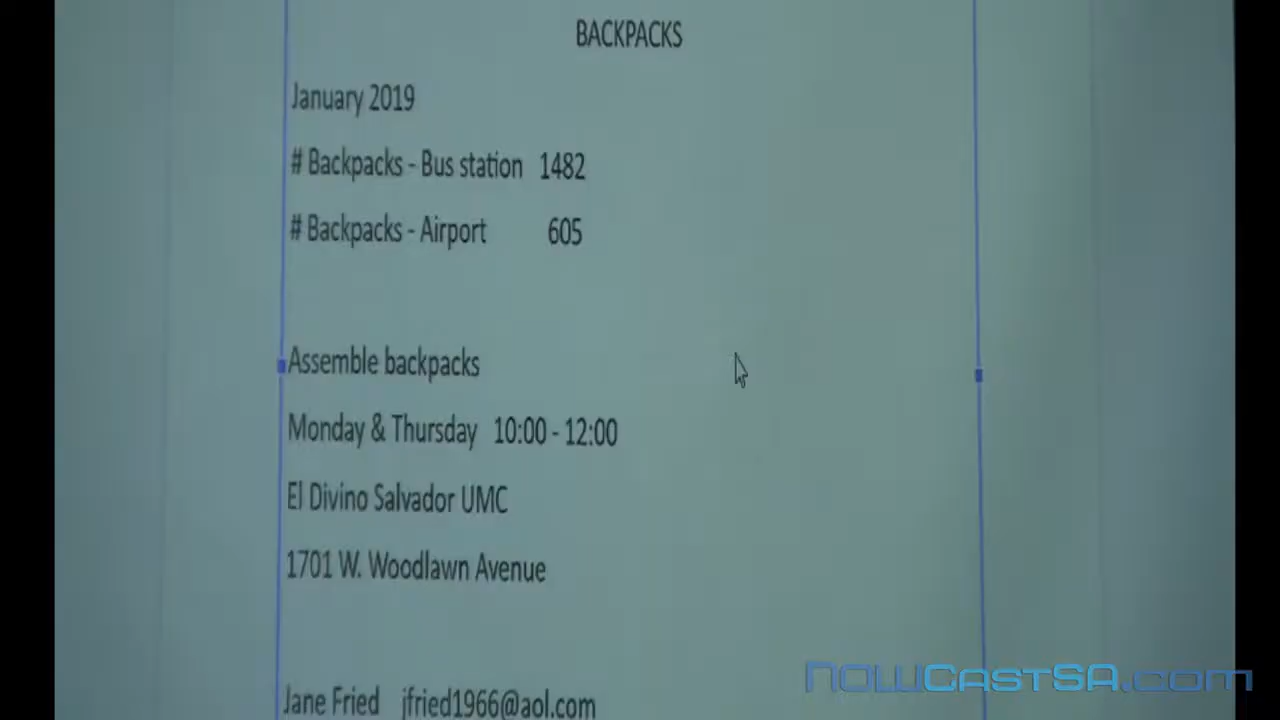 BACKPACKS
January 2019
# Backpacks - Bus station 1482
# Backpacks - Airport 605
Assemble backpacks
Monday & Thursday 10:00 - 12:00
El Divino Salvador UMC
1701 W. Woodlawn Avenue
Jane Fried jfried1966@aol.com
NOWCASTSA.com